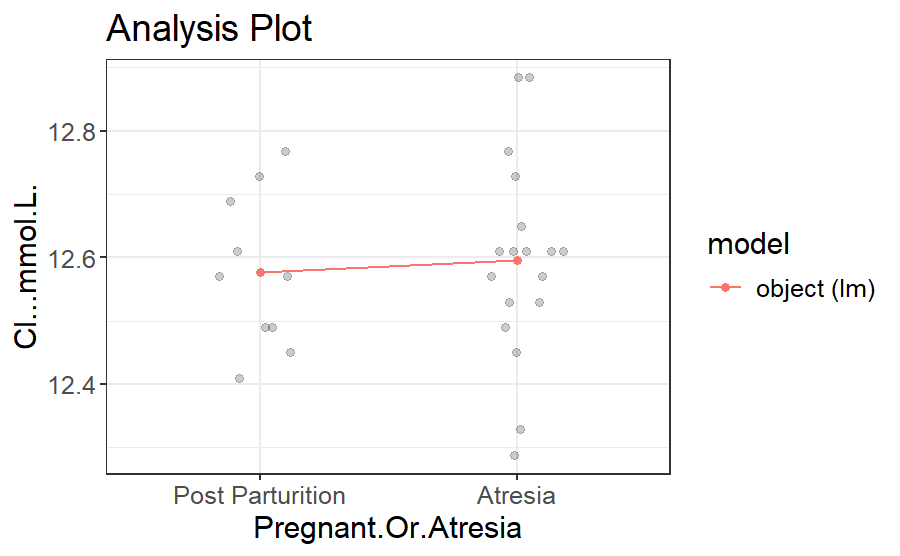 Analysis Plot
Cl...mmol.L.
12.8
12.6
12.4
Post Parturition
Atresia
Pregnant.Or.Atresia
model
object (lm)